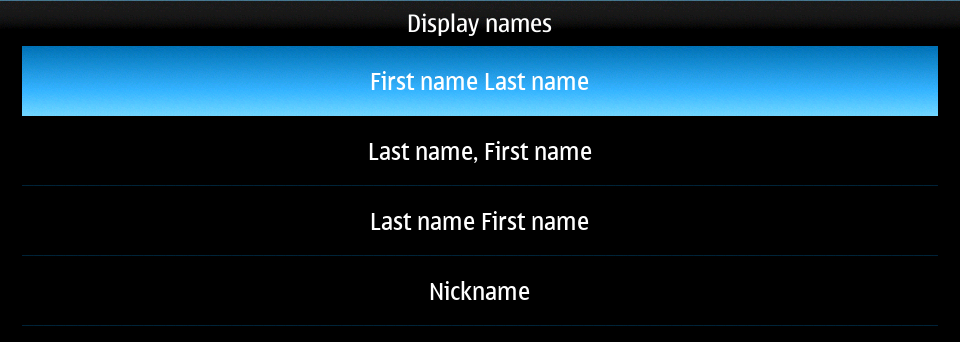 Display names
First name Last name
Last name, First name
Last name First name
Nickname